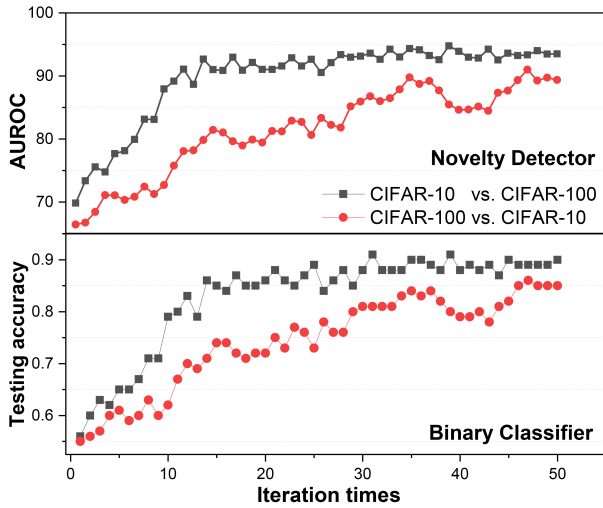 100
90
80
70
AUROC
Novelty Detector
CIFAR-10 vs. CIFAR-100
CIFAR-100 vs. CIFAR-10
0.9
0.8
0.7
0.6
Testing accuracy
Binary Classifier
0 10 20 30 40 50
Iteration times